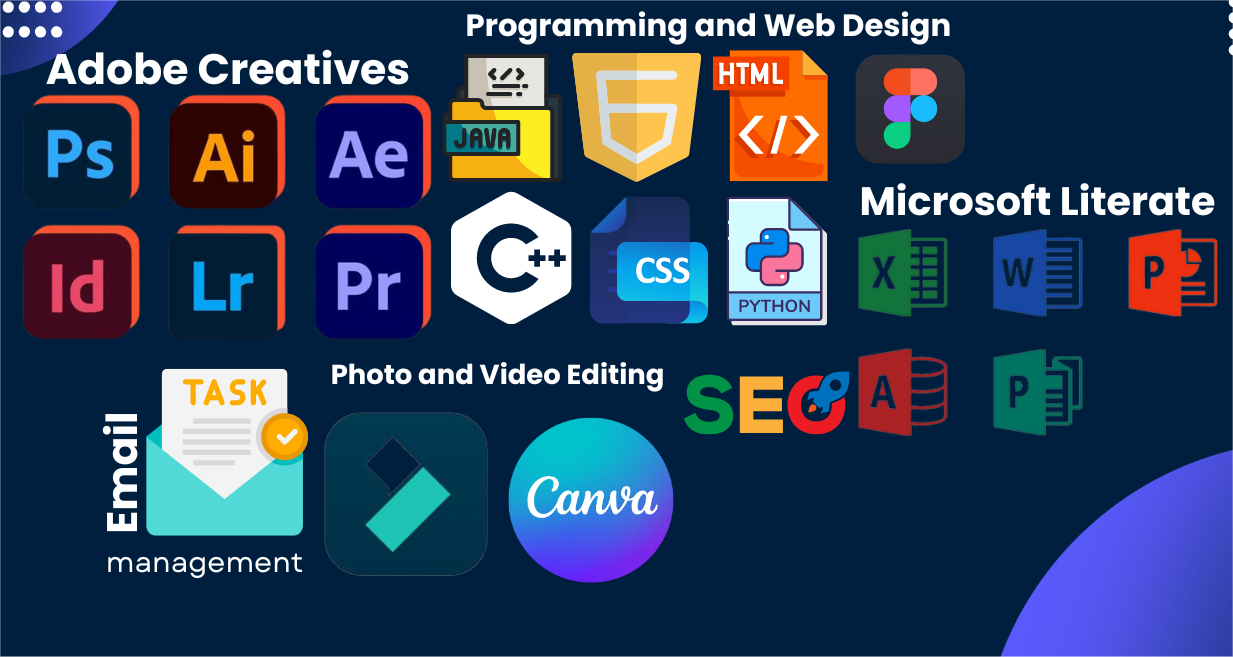 Programming and Web Design
Adobe Creatives
Ps
Ai
Ae
JAVA
HTML
Microsoft Literate
Id
Lr
Pr
C++
CSS
PYTHON
X
W
P
Photo and Video Editing
TASK
SEO
A
P
Email
management
Canva